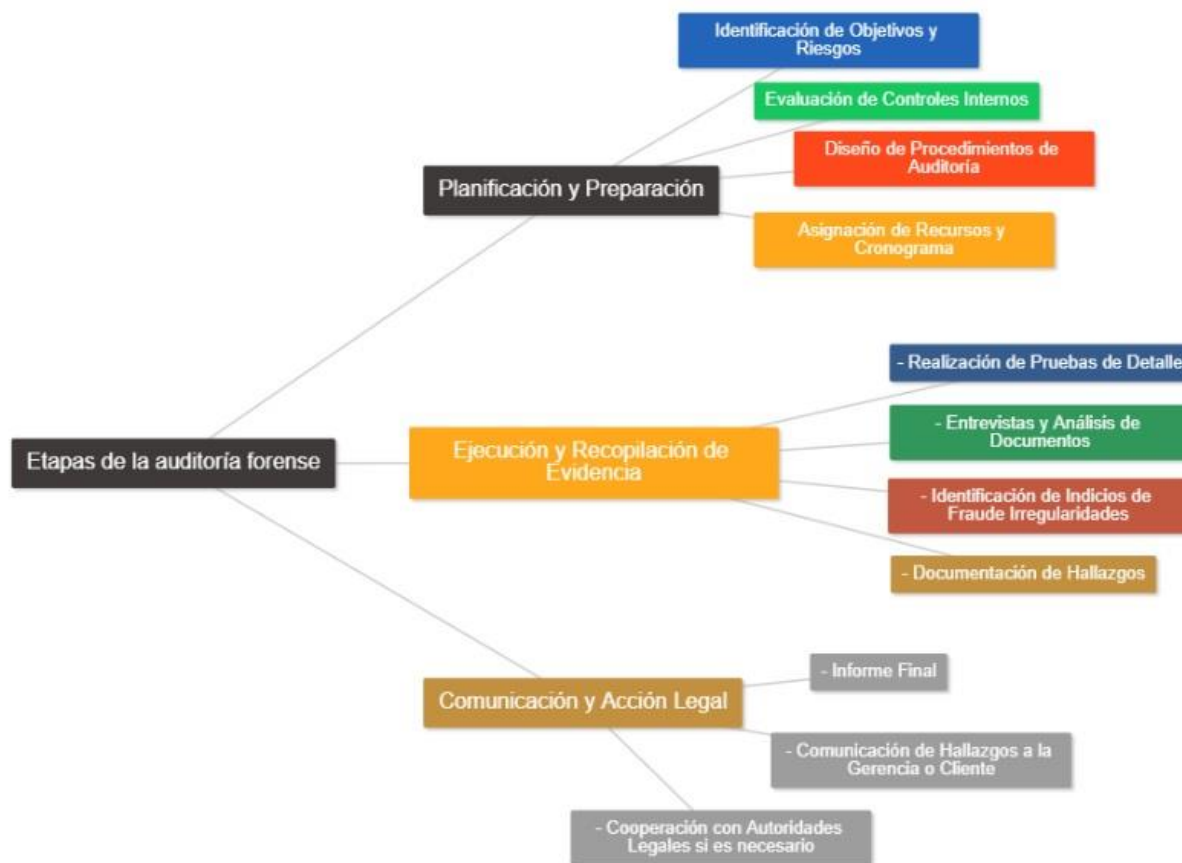 Identificación de Objetivos y
Riesgos
Evaluación de Controles Internos
Diseño de Procedimientos de
Auditoría
Planificación y Preparación
Asignación de Recursos y
Cronograma
- Realización de Pruebas de Detalle
- Entrevistas y Análisis de
Documentos
Etapas de la auditoría forense
Ejecución y Recopilación de
Evidencia
- Identificación de Indicios de
Fraude Irregularidades
- Documentación de Hallazgos
- Informe Final
Comunicación y Acción Legal
- Comunicación de Hallazgos a la
Gerencia o Cliente
- Cooperación con Autoridades
Legales si es necesario